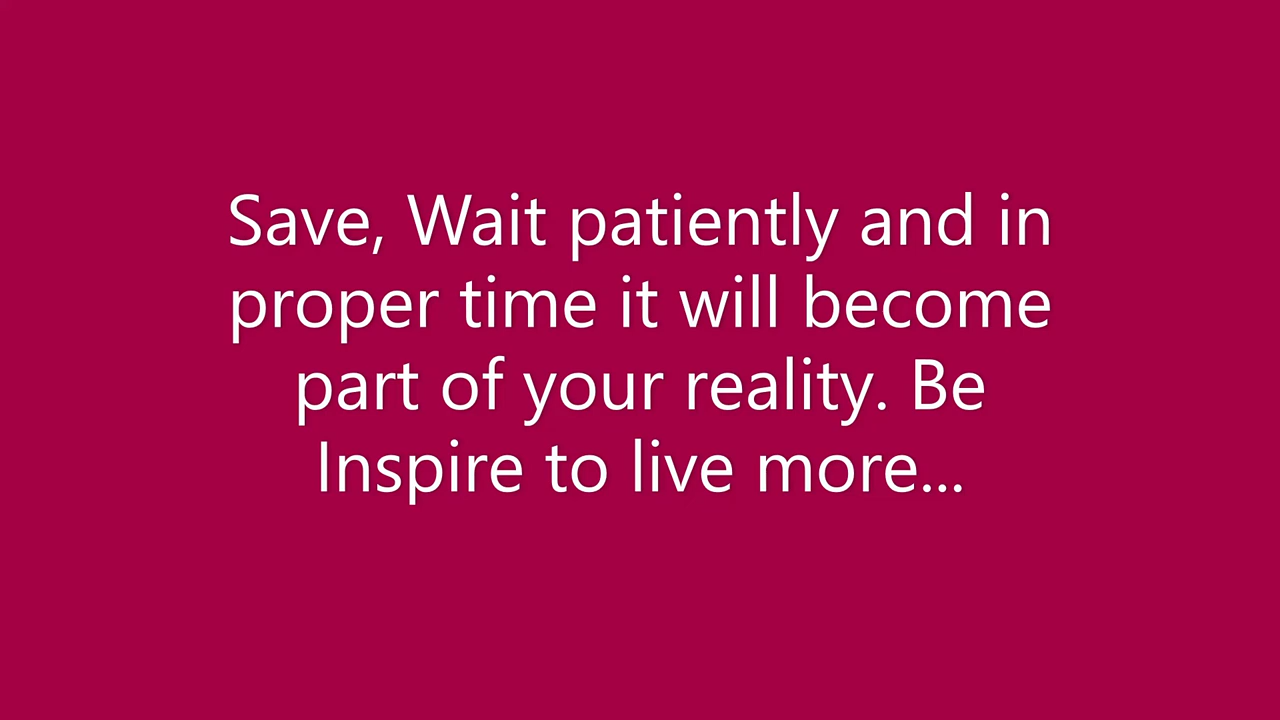 Save, Wait patiently and in
proper time it will become
part of your reality. Be
Inspire to live more...